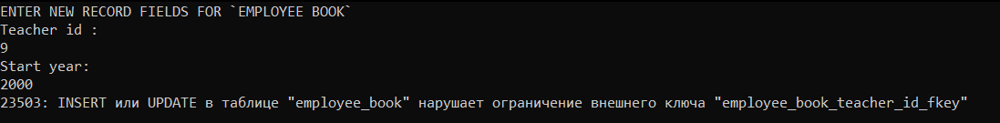 ENTER NEW RECORD FIELDS FOR `EMPLOYEE BOOK`
Teacher id :
9
Start year:
2000
23503: INSERT или UPDATE в таблице "employee_book" нарушает ограничение внешнего ключа "employee_book_teacher_id_fkey"